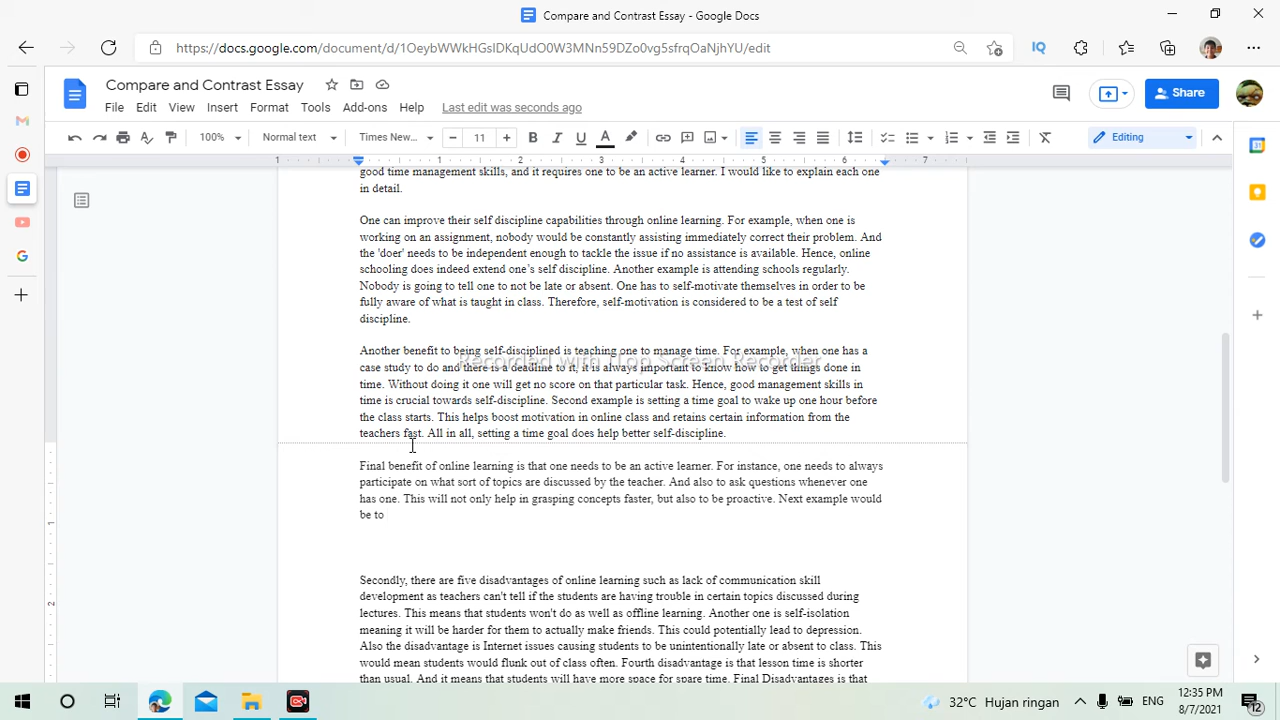 Compare and Contrast Essay - Google Docs
https://docs.google.com/document/d/1OeybWWkHGslDKqUdO0W3MNn59DZo0vg5sfrqOaNjhYU/edit
IQ
Compare and Contrast Essay
File Edit View Insert Format Tools Add-ons Help Last edit was seconds ago
Share
100% Normal text Times New... 11 B I U A Editing
1 1 2 3 4 5 6 7
good time management skills, and it requires one to be an active learner. I would like to explain each one
in detail.
One can improve their self discipline capabilities through online learning. For example, when one is
working on an assignment, nobody would be constantly assisting immediately correct their problem. And
the 'doer' needs to be independent enough to tackle the issue if no assistance is available. Hence, online
schooling does indeed extend one's self discipline. Another example is attending schools regularly.
Nobody is going to tell one to not be late or absent. One has to self-motivate themselves in order to be
fully aware of what is taught in class. Therefore, self-motivation is considered to be a test of self
discipline.
Another benefit to being self-disciplined is teaching one to manage time. For example, when one has a
Recorded with iTop Screen Recorder
case study to do and there is a deadline to it, it is always important to know how to get things done in
time. Without doing it one will get no score on that particular task. Hence, good management skills in
time is crucial towards self-discipline. Second example is setting a time goal to wake up one hour before
the class starts. This helps boost motivation in online class and retains certain information from the
teachers fast. All in all, setting a time goal does help better self-discipline.
Final benefit of online learning is that one needs to be an active learner. For instance, one needs to always
participate on what sort of topics are discussed by the teacher. And also to ask questions whenever one
has one. This will not only help in grasping concepts faster, but also to be proactive. Next example would
be to
1
2
Secondly, there are five disadvantages of online learning such as lack of communication skill
development as teachers can't tell if the students are having trouble in certain topics discussed during
lectures. This means that students won't do as well as offline learning. Another one is self-isolation
meaning it will be harder for them to actually make friends. This could potentially lead to depression.
Also the disadvantage is Internet issues causing students to be unintentionally late or absent to class. This
would mean students would flunk out of class often. Fourth disadvantage is that lesson time is shorter
than usual. And it means that students will have more space for spare time. Final Disadvantages is that
32°C Hujan ringan ENG 12:35 PM
8/7/2021
12